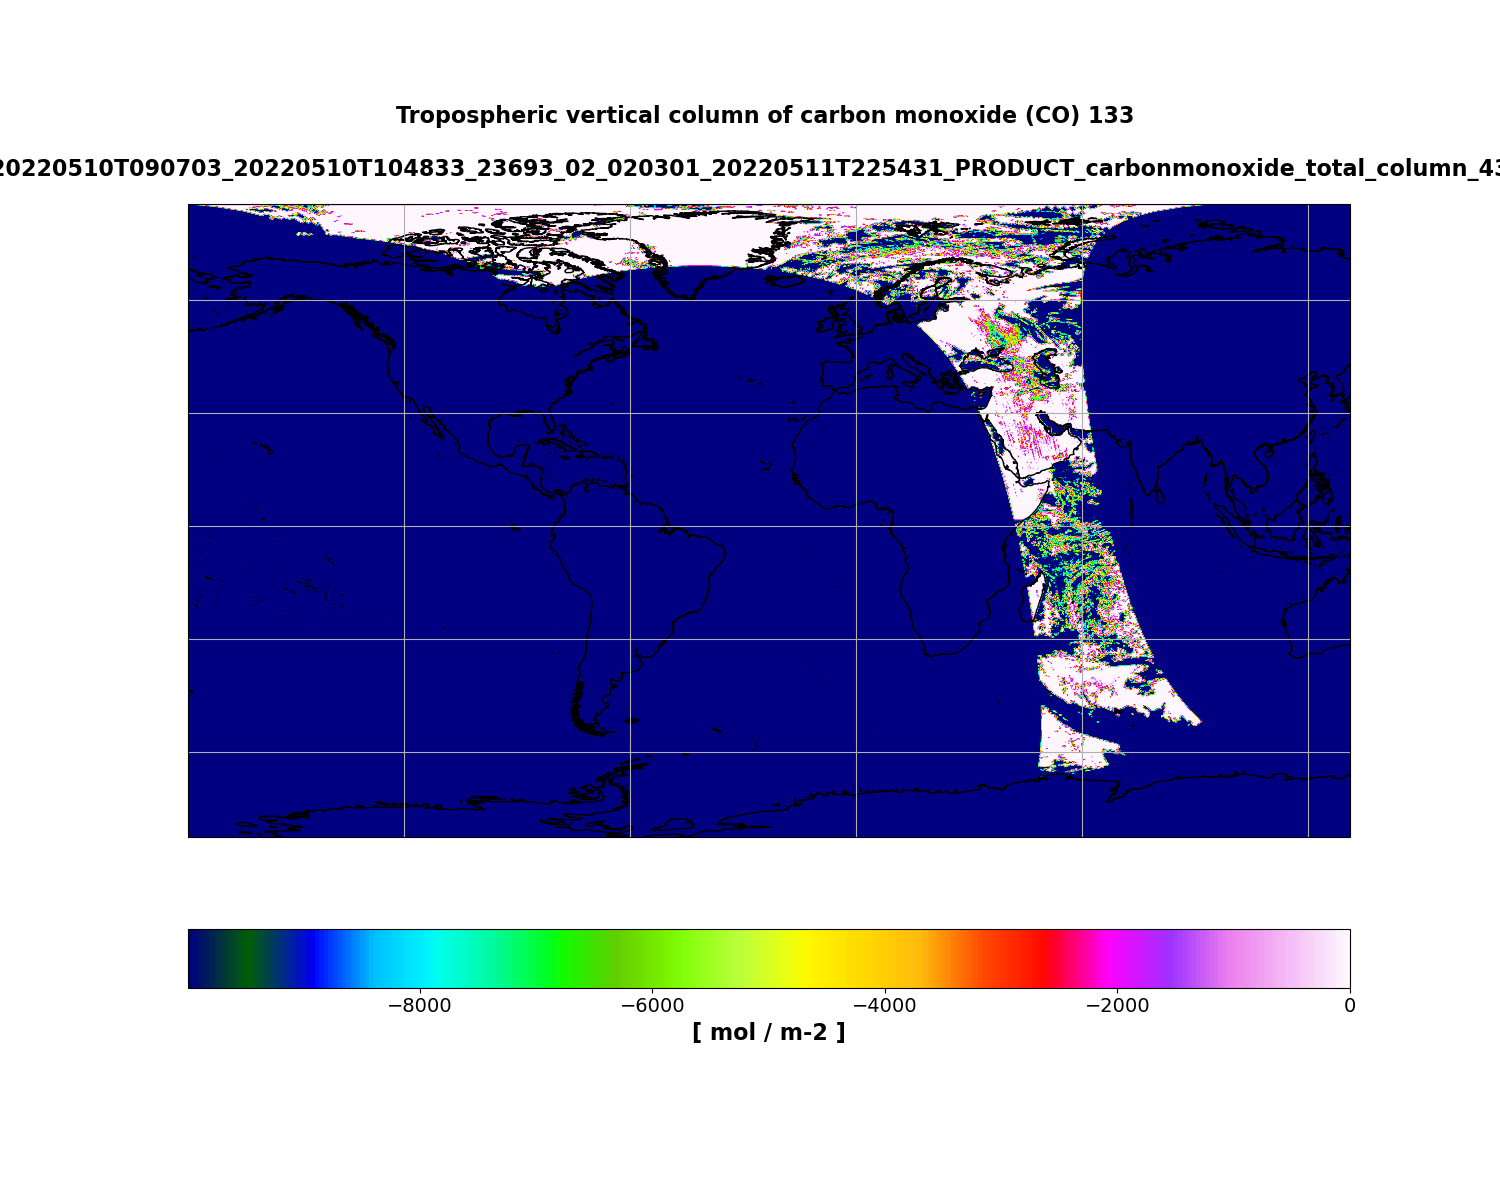 Tropospheric vertical column of carbon monoxide (CO) 133
20220510T090703_20220510T104833_23693_02_020301_20220511T225431_PRODUCT_carbonmonoxide_total_column_43
−8000 −6000 −4000 −2000 0
[ mol / m-2 ]